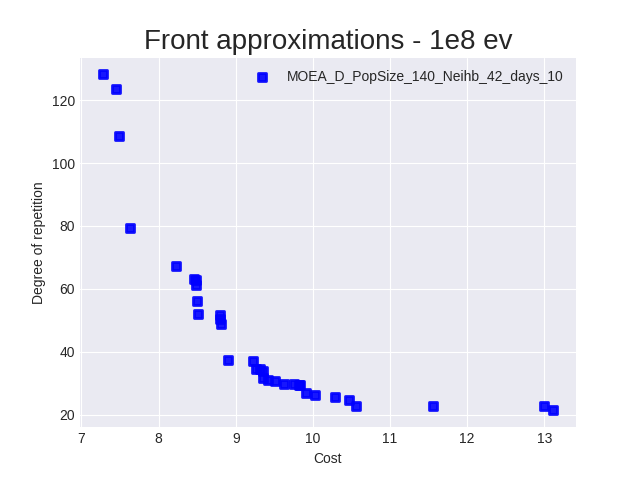 Front approximations - 1e8 ev
MOEA_D_PopSize_140_Neihb_42_days_10
120
100
80
60
40
20
Degree of repetition
7 8 9 10 11 12 13
Cost